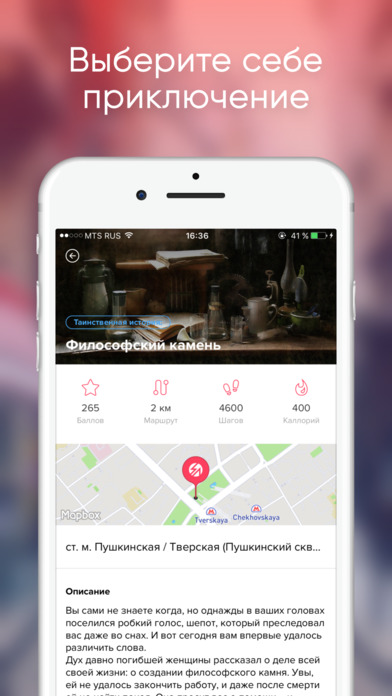 Выберите себе
приключение
MTS RUS 16:36 41 %
Философский камень
265 2 км 4600 400
Баллов Маршрут Шагов Каллорий
Mapbox
Tverskaya Chekhovskaya
ст. м. Пушкинская / Тверская (Пушкинский скв...
Описание
Вы сами не знаете когда, но однажды в ваших головах
поселился робкий голос, шепот, который преследовал
вас даже во снах. И вот сегодня вам впервые удалось
различить слова.
Дух давно погибшей женщины рассказал о деле всей
своей жизни: о создании философского камня. Увы,
ей не удалось закончить работу, и даже после смерти